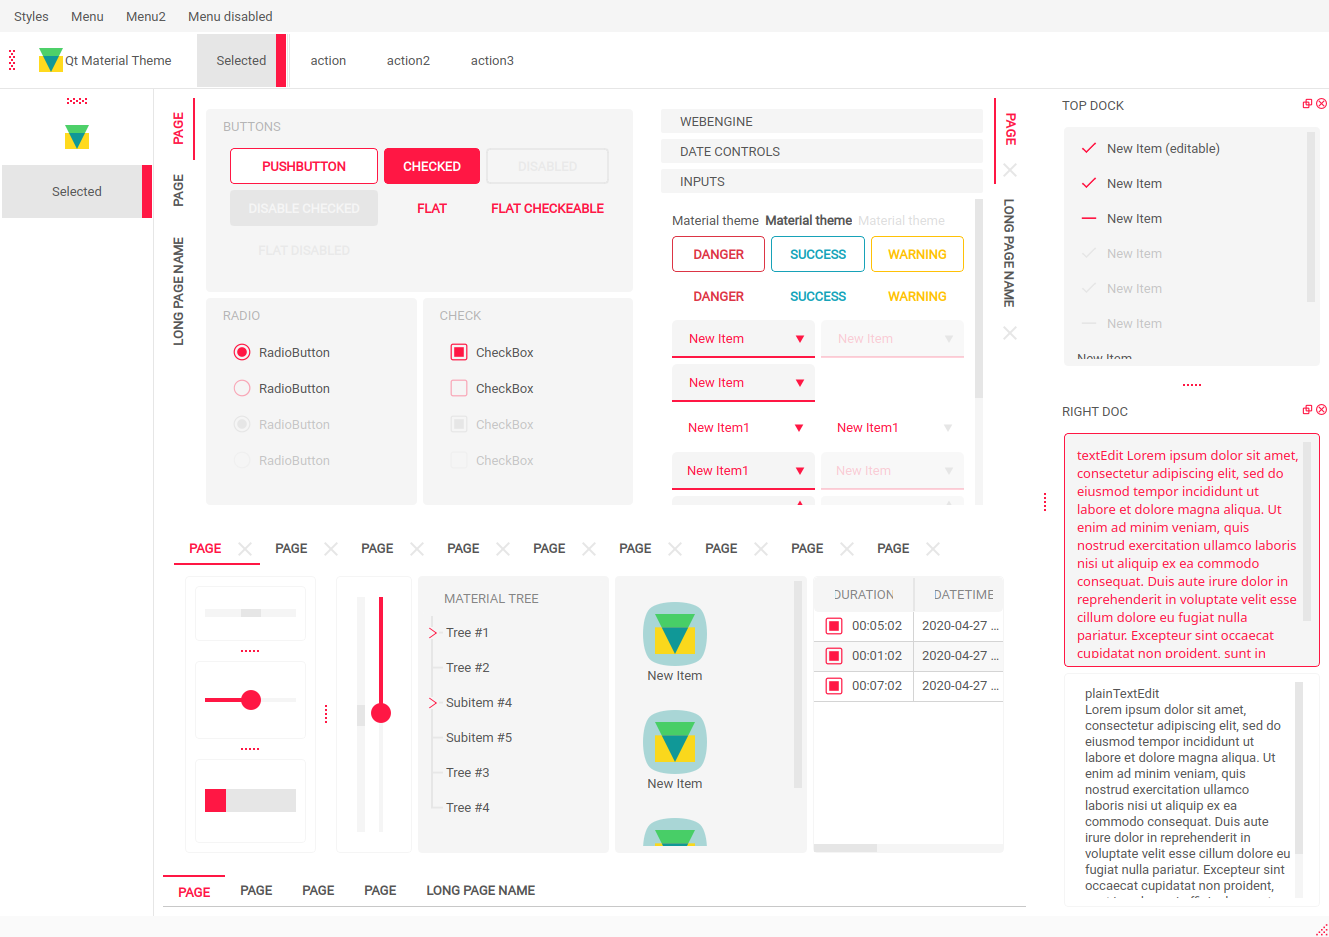 Styles Menu Menu2 Menu disabled
Qt Material Theme Selected action action2 action3
Selected
PAGE
PAGE
LONG PAGE NAME
BUTTONS
PUSHBUTTON CHECKED DISABLED
DISABLE CHECKED FLAT FLAT CHECKEABLE
FLAT DISABLED
RADIO
RadioButton
RadioButton
RadioButton
RadioButton
CHECK
CheckBox
CheckBox
CheckBox
CheckBox
WEBENGINE
DATE CONTROLS
INPUTS
Material theme Material theme Material theme
DANGER SUCCESS WARNING
DANGER SUCCESS WARNING
New Item New Item
New Item
New Item1 New Item1
New Item1 New Item
PAGE
LONG PAGE NAME
PAGE PAGE PAGE PAGE PAGE PAGE PAGE PAGE PAGE
MATERIAL TREE
Tree #1
Tree #2
Subitem #4
Subitem #5
Tree #3
Tree #4
New Item
New Item
DURATION DATETIME
00:05:02 2020-04-27 ...
00:01:02 2020-04-27 ...
00:07:02 2020-04-27 ...
PAGE PAGE PAGE PAGE LONG PAGE NAME
TOP DOCK
New Item (editable)
New Item
New Item
New Item
New Item
New Item
New Item
RIGHT DOC
textEdit Lorem ipsum dolor sit amet,
consectetur adipiscing elit, sed do
eiusmod tempor incididunt ut
labore et dolore magna aliqua. Ut
enim ad minim veniam, quis
nostrud exercitation ullamco laboris
nisi ut aliquip ex ea commodo
consequat. Duis aute irure dolor in
reprehenderit in voluptate velit esse
cillum dolore eu fugiat nulla
pariatur. Excepteur sint occaecat
cupidatat non proident, sunt in
plainTextEdit
Lorem ipsum dolor sit amet,
consectetur adipiscing elit, sed do
eiusmod tempor incididunt ut
labore et dolore magna aliqua. Ut
enim ad minim veniam, quis
nostrud exercitation ullamco
laboris nisi ut aliquip ex ea
commodo consequat. Duis aute
irure dolor in reprehenderit in
voluptate velit esse cillum dolore eu
fugiat nulla pariatur. Excepteur sint
occaecat cupidatat non proident,